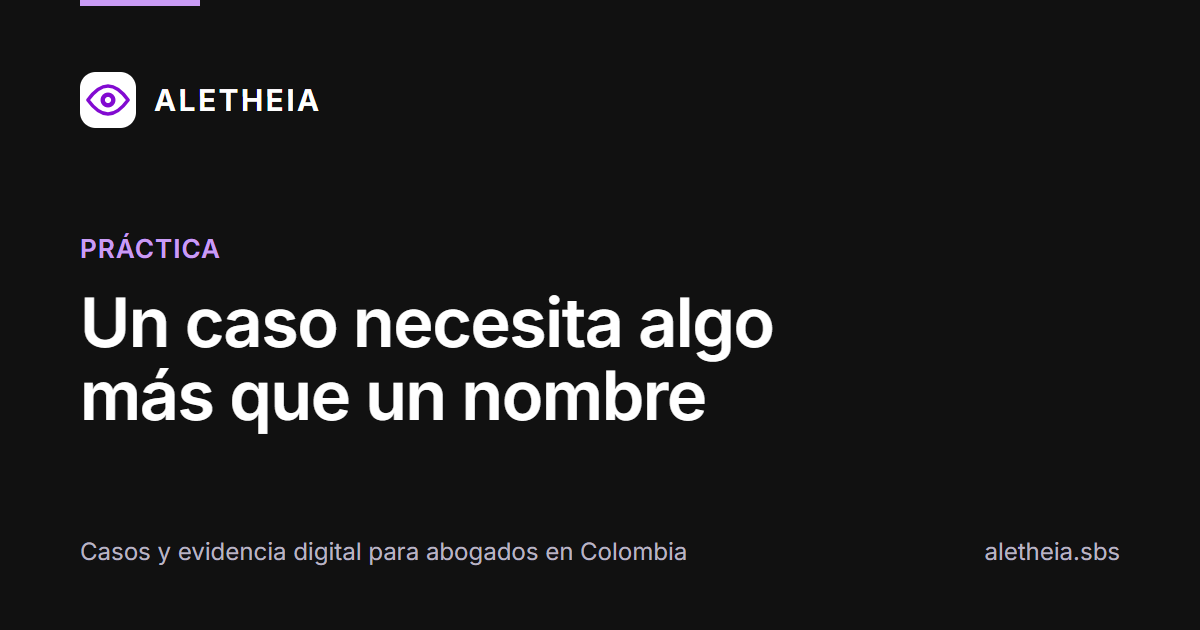 ALETHEIA
PRÁCTICA
Un caso necesita algo
más que un nombre
Casos y evidencia digital para abogados en Colombia
aletheia.sbs